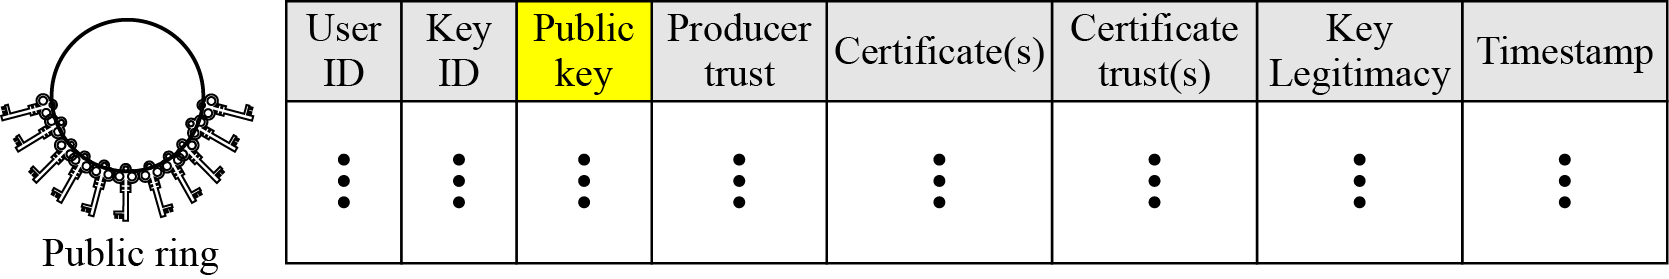 User ID
Key ID
Public key
Producer trust
Certificate(s)
Certificate trust(s)
Key Legitimacy
Timestamp
Public ring